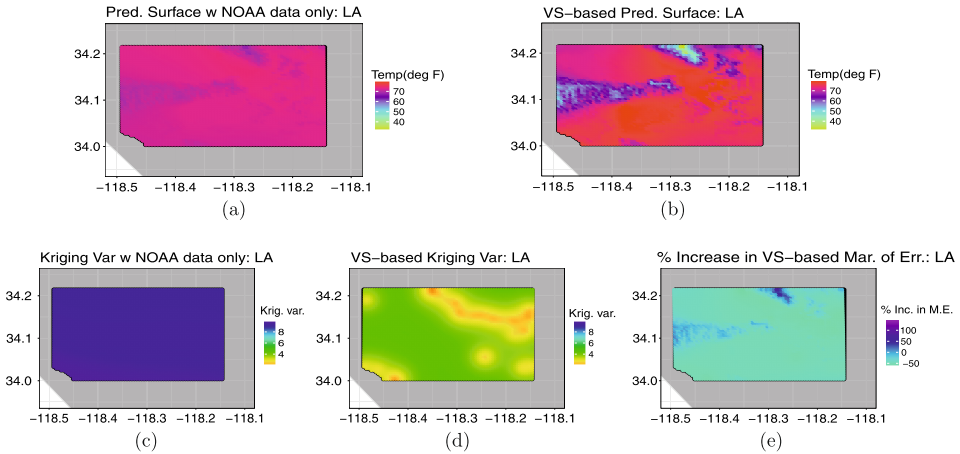 Pred. Surface w NOAA data only: LA
34.2
34.1
34.0
−118.5 −118.4 −118.3 −118.2 −118.1
Temp(deg F)
70
60
50
40
(a)
VS−based Pred. Surface: LA
34.2
34.1
34.0
−118.5 −118.4 −118.3 −118.2 −118.1
Temp(deg F)
70
60
50
40
(b)
Kriging Var w NOAA data only: LA
34.2
34.1
34.0
−118.5 −118.4 −118.3 −118.2 −118.1
Krig. var.
8
6
4
(c)
VS−based Kriging Var: LA
34.2
34.1
34.0
−118.5 −118.4 −118.3 −118.2 −118.1
Krig. var.
8
6
4
(d)
% Increase in VS−based Mar. of Err.: LA
34.2
34.1
34.0
−118.5 −118.4 −118.3 −118.2 −118.1
% Inc. in M.E.
100
50
0
−50
(e)